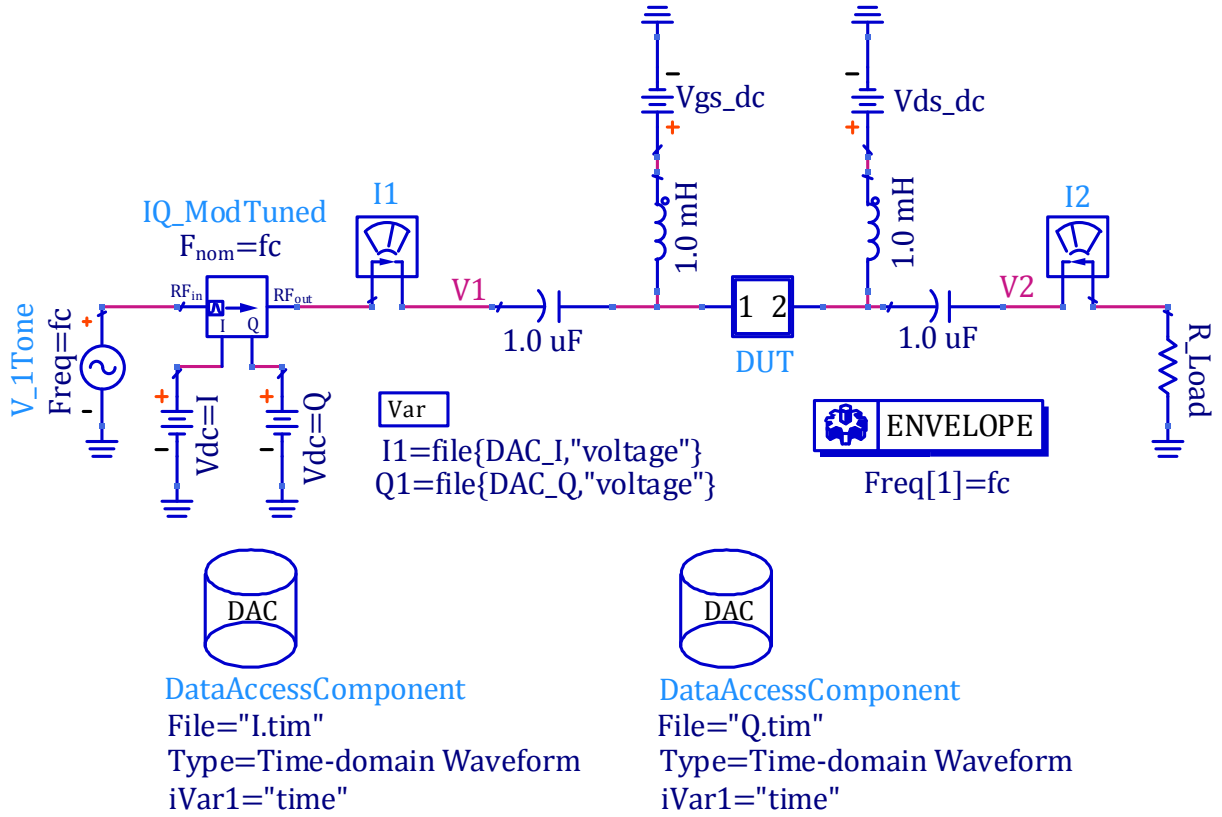 Vgs_dc
Vds_dc
1.0 mH
1.0 mH
I1
I2
IQ_ModTuned
Fnom=fc
RFin
RFout
I
Q
V1
V2
1.0 uF
1 2
1.0 uF
DUT
V_1Tone
Freq=fc
Vdc=I
Vdc=Q
R_Load
Var
I1=file{DAC_I,"voltage"}
Q1=file{DAC_Q,"voltage"}
ENVELOPE
Freq[1]=fc
DAC
DataAccessComponent
File="I.tim"
Type=Time-domain Waveform
iVar1="time"
DAC
DataAccessComponent
File="Q.tim"
Type=Time-domain Waveform
iVar1="time"